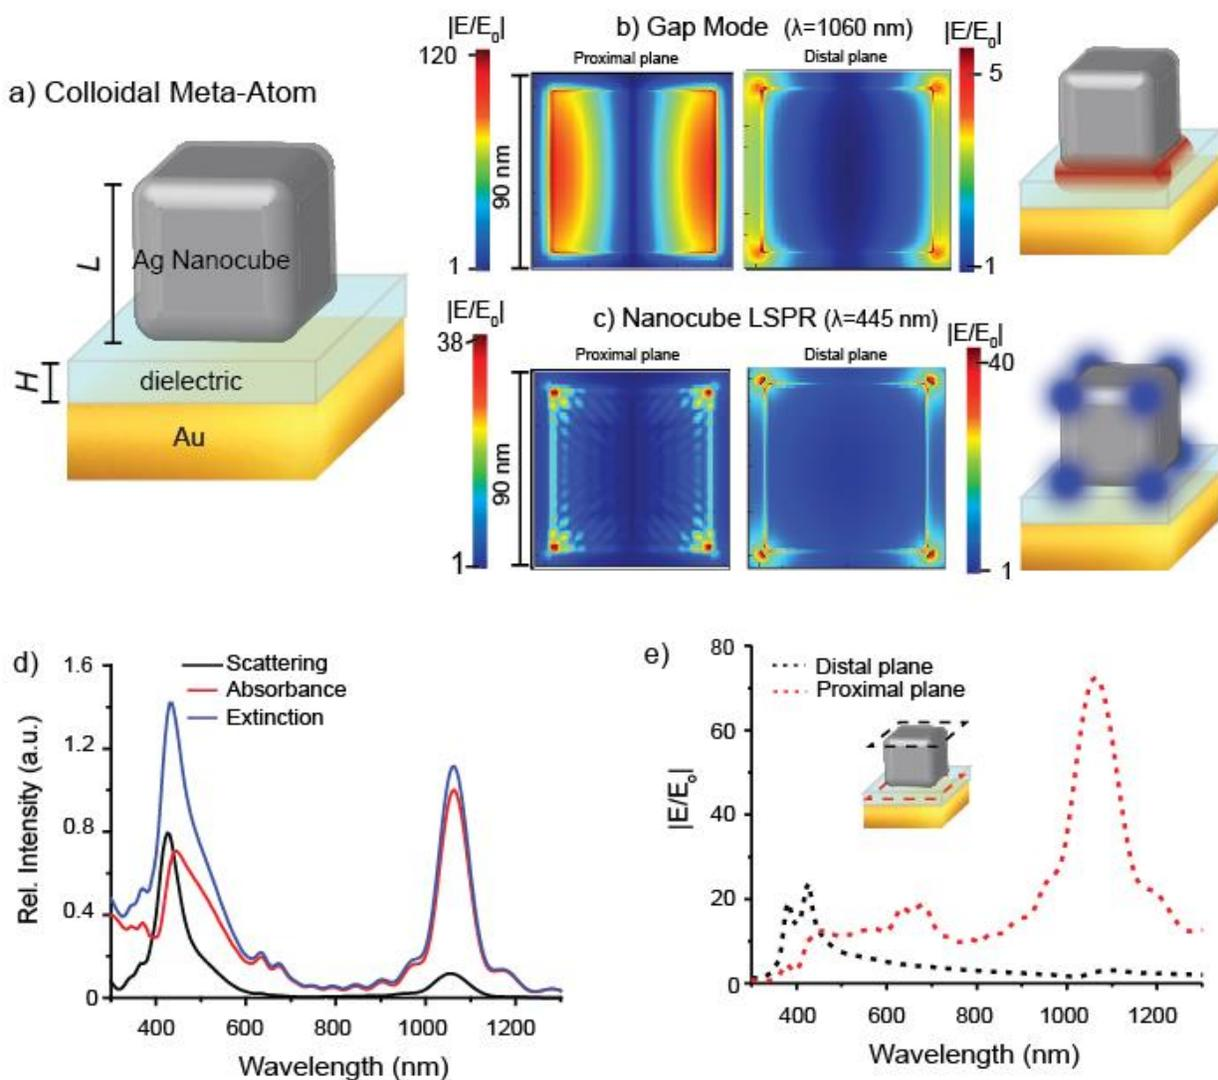 a) Colloidal Meta-Atom
L
Ag Nanocube
H
dielectric
Au
b) Gap Mode (λ=1060 nm)
|E/E₀|
120
1
90 nm
Proximal plane
Distal plane
|E/E₀|
5
1
c) Nanocube LSPR (λ=445 nm)
|E/E₀|
38
1
90 nm
Proximal plane
Distal plane
|E/E₀|
40
1
d)
Scattering
Absorbance
Extinction
Rel. Intensity (a.u.)
1.6
1.2
0.8
0.4
0
400 600 800 1000 1200
Wavelength (nm)
e)
Distal plane
Proximal plane
|E/E₀|
80
60
40
20
0
400 600 800 1000 1200
Wavelength (nm)